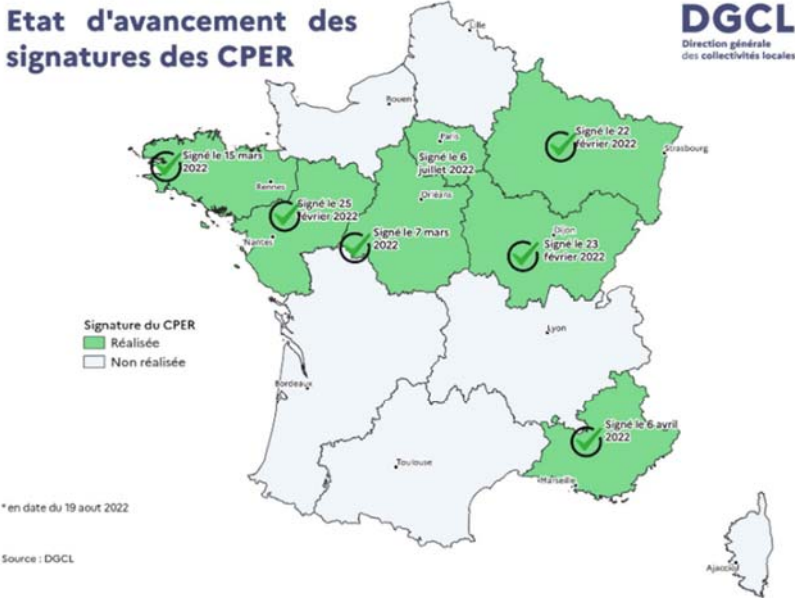 Etat d'avancement des
signatures des CPER
DGCL
Direction générale
des collectivités locales
Lille
Rouen
Paris
Signé le 22
février 2022
Strasbourg
Signé le 15 mars
2022
Signé le 6
juillet 2022
Rennes
Orléans
Signé le 25
février 2022
Nantes
Signé le 7 mars
2022
Dijon
Signé le 23
février 2022
Signature du CPER
Réalisée
Non réalisée
Lyon
Bordeaux
Signé le 6 avril
2022
Toulouse
Marseille
* en date du 19 aout 2022
Source : DGCL
Ajaccio